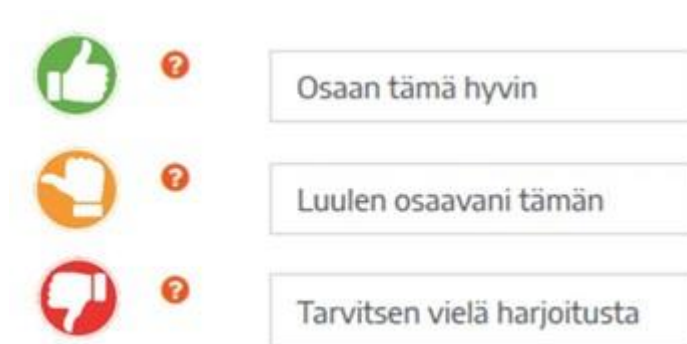 ?
Osaan tämä hyvin
?
Luulen osaavani tämän
?
Tarvitsen vielä harjoitusta